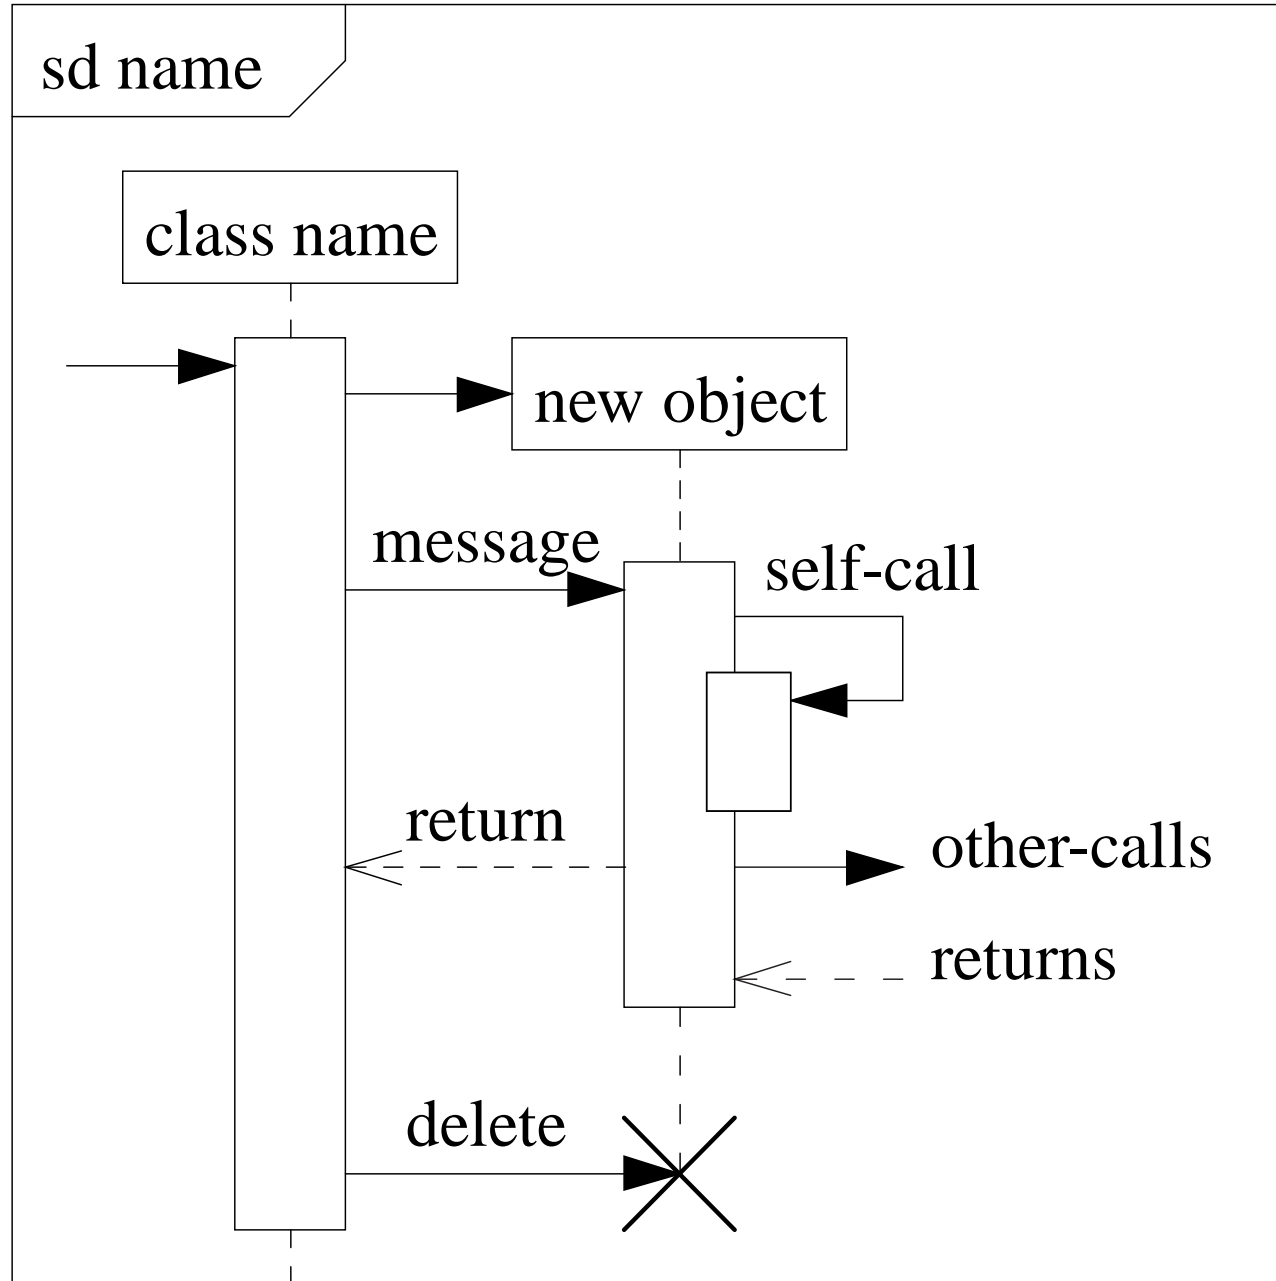 sd name
class name
new object
message
self-call
return
other-calls
returns
delete